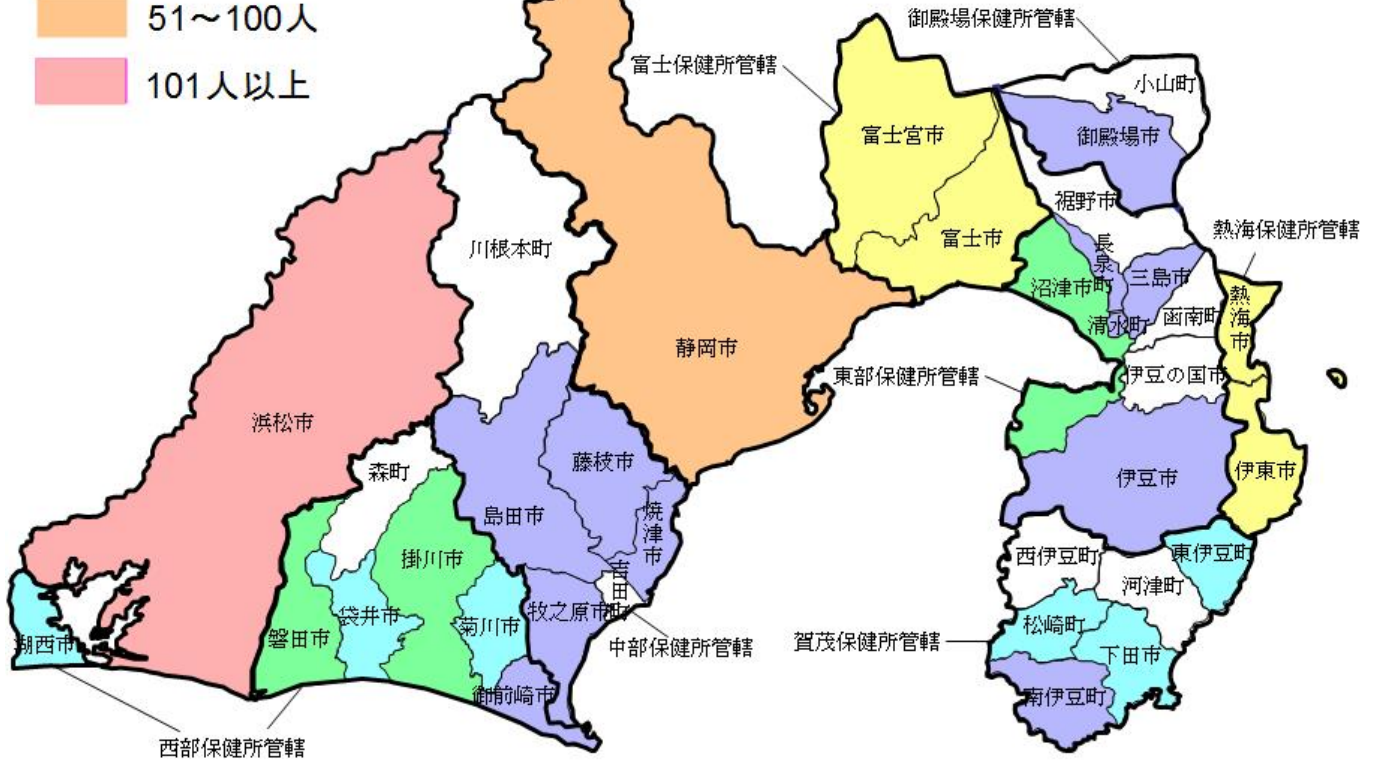 51～100人
101人以上
御殿場保健所管轄
富士保健所管轄
小山町
富士宮市
御殿場市
裾野市
川根本町
富士市
長泉町
三島市
熱海保健所管轄
沼津市
清水町
函南町
熱海市
静岡市
東部保健所管轄
伊豆の国市
浜松市
森町
藤枝市
伊豆市
伊東市
島田市
焼津市
掛川市
西伊豆町
東伊豆町
吉田町
河津町
袋井市
牧之原市
菊川市
磐田市
湖西市
松崎町
賀茂保健所管轄
中部保健所管轄
下田市
御前崎市
南伊豆町
西部保健所管轄